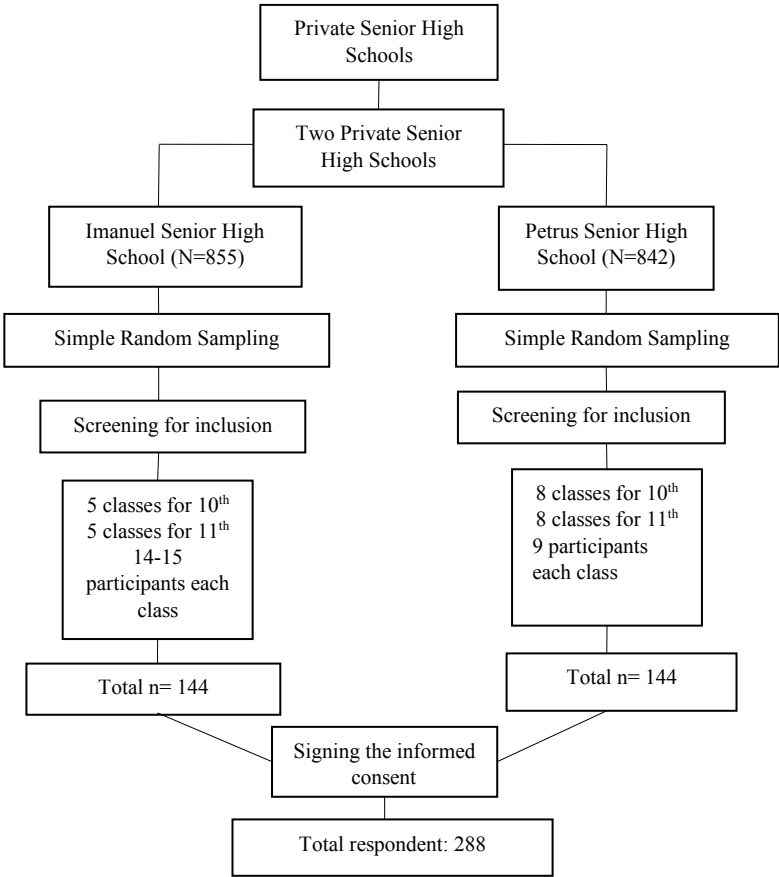 Private Senior High
Schools
Two Private Senior
High Schools
Imanuel Senior High
School (N=855)
Petrus Senior High
School (N=842)
Simple Random Sampling
Simple Random Sampling
Screening for inclusion
Screening for inclusion
5 classes for 10th
5 classes for 11th
14-15
participants each
class
8 classes for 10th
8 classes for 11th
9 participants
each class
Total n= 144
Total n= 144
Signing the informed
consent
Total respondent: 288